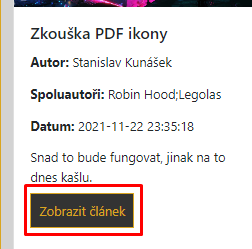 Zkouška PDF ikony
Autor: Stanislav Kunášek
Spoluautoři: Robin Hood;Legolas
Datum: 2021-11-22 23:35:18
Snad to bude fungovat, jinak na to
dnes kašlu.
Zobrazit článek